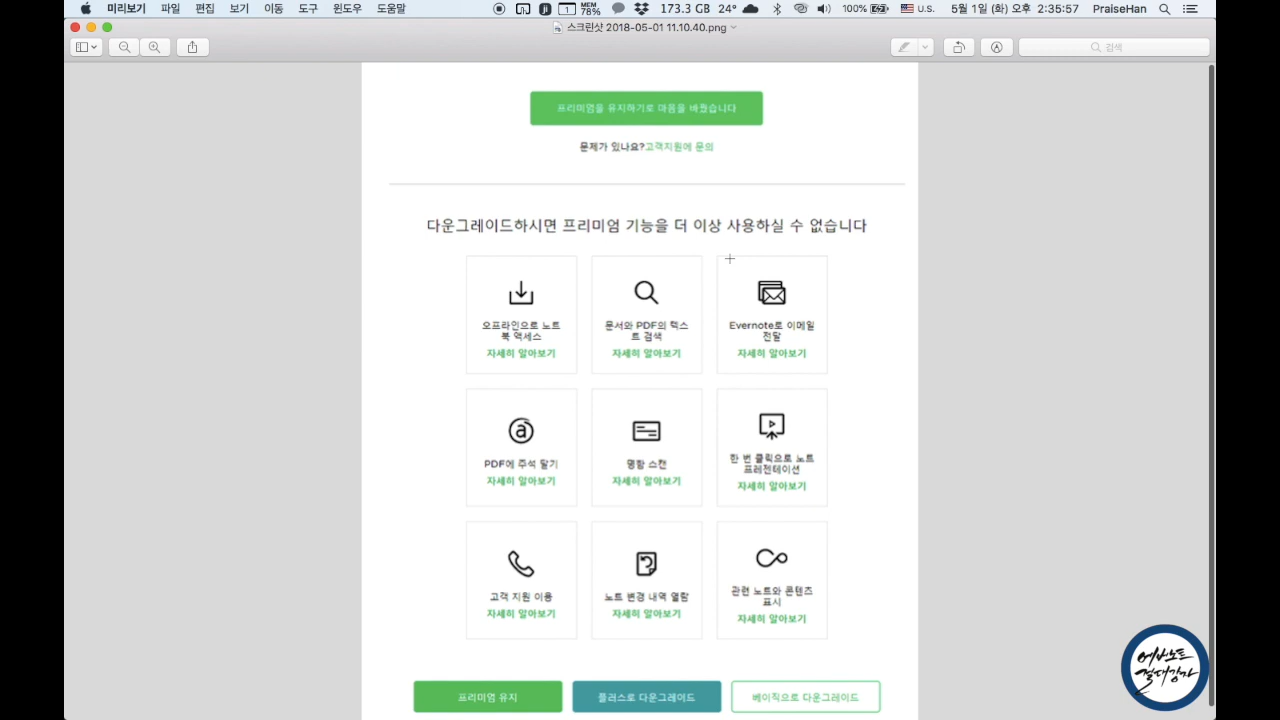 미리보기 파일 편집 보기 이동 도구 윈도우 도움말 MEM 78% 173.3 GB 24° 100% U.S. 5월 1일 (화) 오후 2:35:57 PraiseHan
스크린샷 2018-05-01 11.10.40.png
검색
프리미엄을 유지하기로 마음을 바꿨습니다
문제가 있나요?고객지원에 문의
다운그레이드하시면 프리미엄 기능을 더 이상 사용하실 수 없습니다
오프라인으로 노트
북 액세스
자세히 알아보기
문서와 PDF의 텍스
트 검색
자세히 알아보기
Evernote로 이메일
전달
자세히 알아보기
PDF에 주석 달기
자세히 알아보기
명함 스캔
자세히 알아보기
한 번 클릭으로 노트
프레젠테이션
자세히 알아보기
고객 지원 이용
자세히 알아보기
노트 변경 내역 열람
자세히 알아보기
관련 노트와 콘텐츠
표시
자세히 알아보기
프리미엄 유지
플러스로 다운그레이드
베이직으로 다운그레이드
에버노트
절대강자